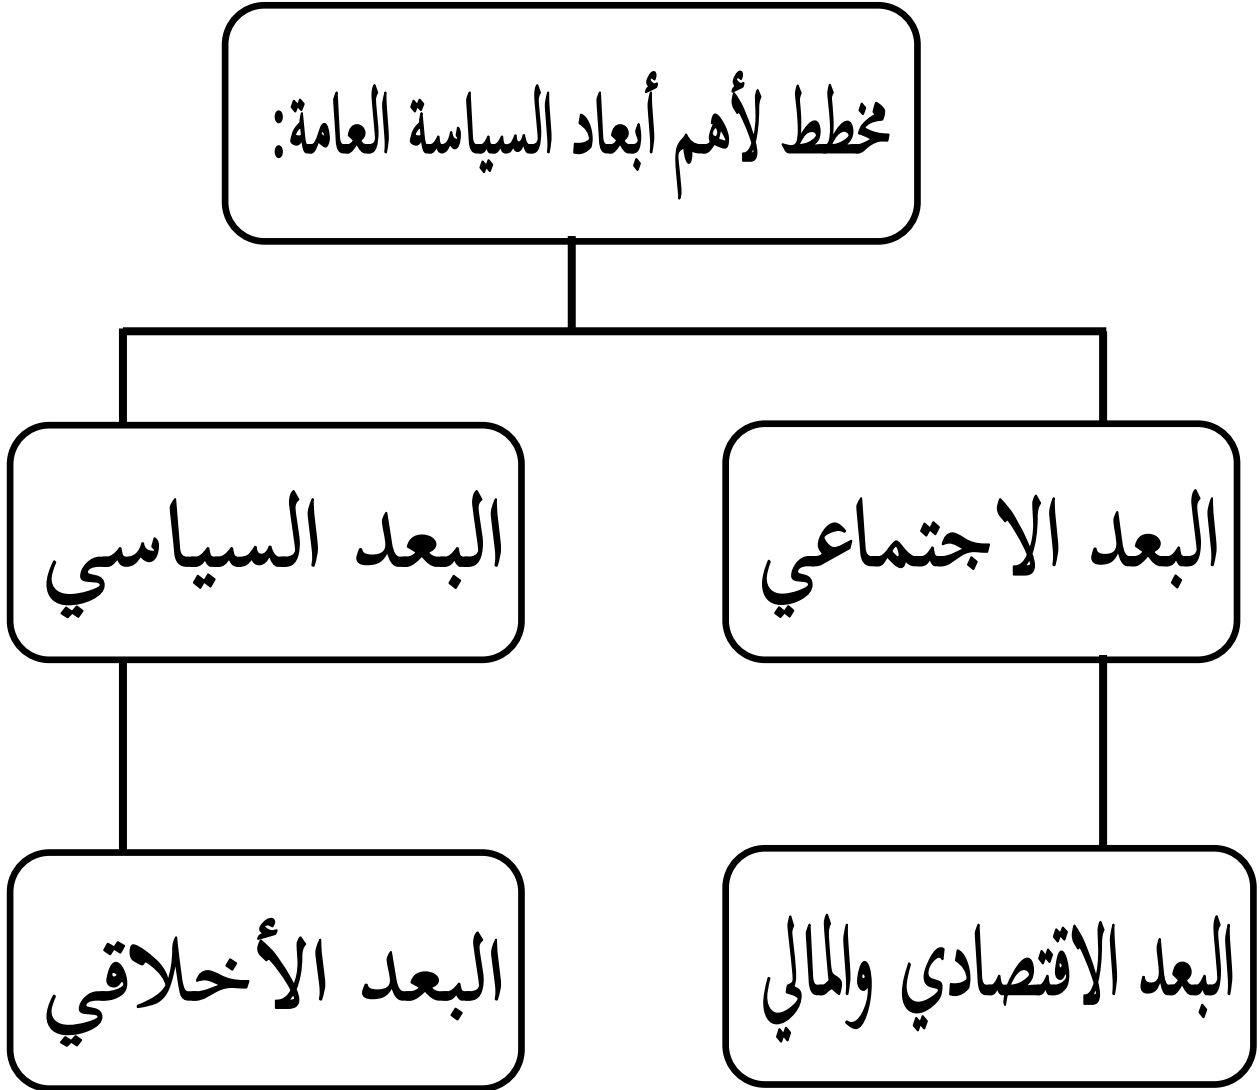 مخطط لأهم أبعاد السياسة العامة:
البعد الاجتماعي
البعد السياسي
البعد الاقتصادي والمالي
البعد الأخلاقي